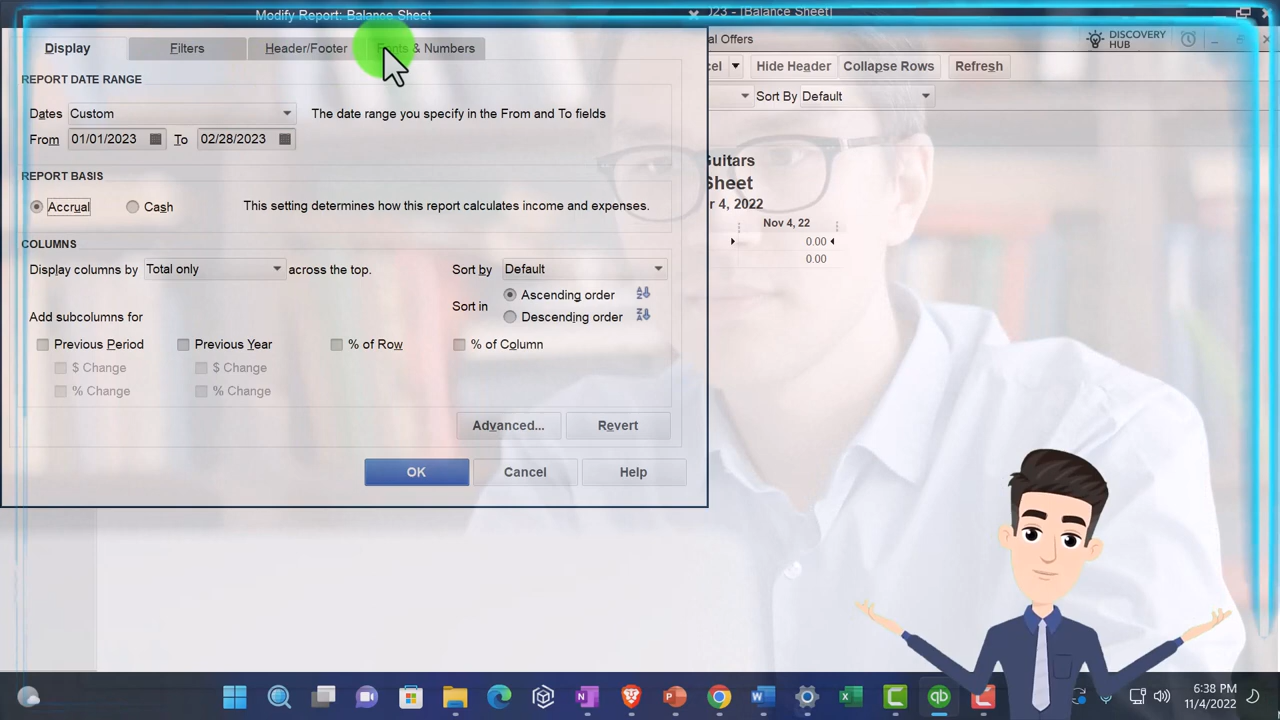 Modify Report: Balance Sheet
023 - [Balance Sheet]
Display
Filters
Header/Footer
Fonts & Numbers
al Offers
DISCOVERY
HUB
REPORT DATE RANGE
cel
Hide Header
Collapse Rows
Refresh
Sort By Default
Dates Custom
The date range you specify in the From and To fields
From 01/01/2023 To 02/28/2023
Guitars
REPORT BASIS
Sheet
Accrual
Cash
This setting determines how this report calculates income and expenses.
r 4, 2022
Nov 4, 22
0.00
0.00
COLUMNS
Display columns by Total only across the top.
Sort by Default
Sort in
Ascending order
Descending order
Add subcolumns for
Previous Period
Previous Year
% of Row
% of Column
$ Change
$ Change
% Change
% Change
Advanced...
Revert
OK
Cancel
Help
6:38 PM
11/4/2022